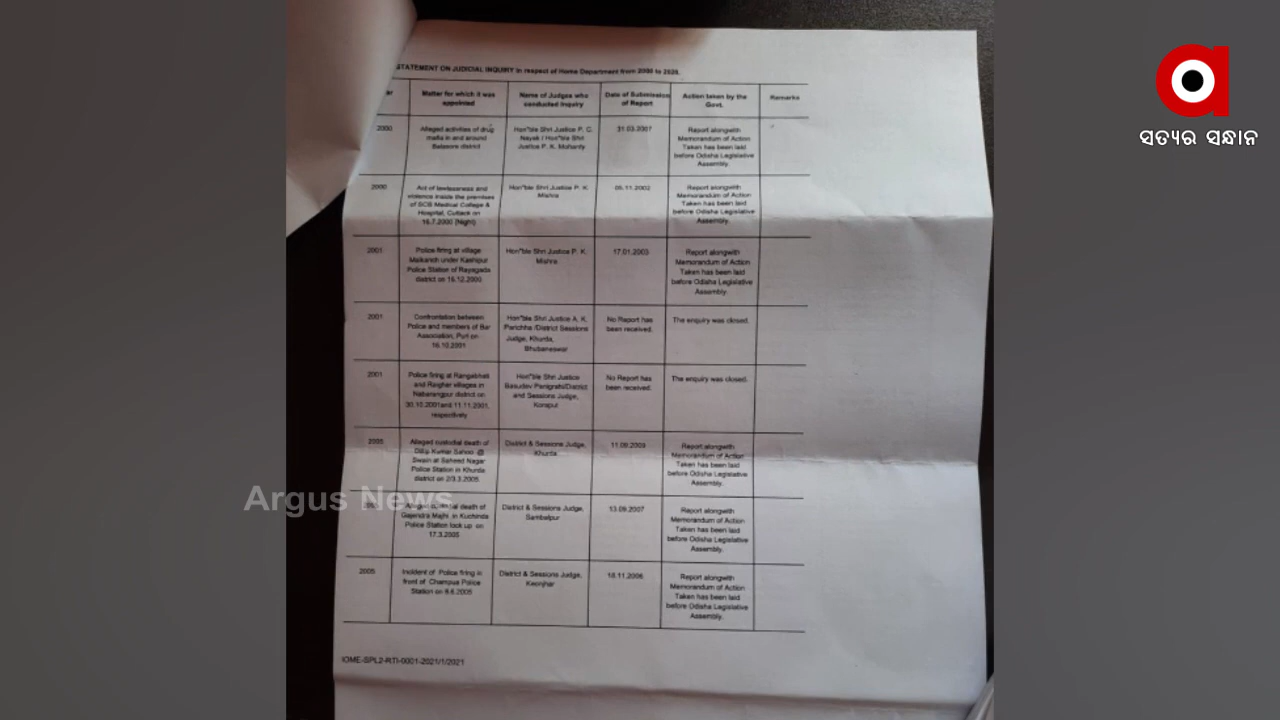 STATEMENT ON JUDICIAL INQUIRY in respect of Home Department from 2000 to 2020.
Matter for which it was
appointed
Name of Judges who
conducted Inquiry
Date of Submission
of Report
Action taken by the
Govt.
Remarks
2000
Alleged activities of drug
mafia in and around
Balasore district
Hon'ble Shri Justice P. C.
Nayak / Hon'ble Shri
Justice P. K. Mohanty
31.03.2007
Report alongwith
Memorandum of Action
Taken has been laid
before Odisha Legislative
Assembly.
2000
Act of lawlessness and
violence inside the premises
of SCB Medical College &
Hospital, Cuttack on
16.7.2000 (Night)
Hon'ble Shri Justice P. K.
Mishra
05.11.2002
Report alongwith
Memorandum of Action
Taken has been laid
before Odisha Legislative
Assembly.
2001
Police firing at village
Maikanch under Kashipur
Police Station of Rayagada
district on 16.12.2000
Hon'ble Shri Justice P. K.
Mishra
17.01.2003
Report alongwith
Memorandum of Action
Taken has been laid
before Odisha Legislative
Assembly
2001
Confrontation between
Police and members of Bar
Association, Puri on
16.10.2001
Hon'ble Shri Justice A. K.
Parichha /District Sessions
Judge, Khurda,
Bhubaneswar
No Report has
been received.
The enquiry was closed.
2001
Police firing at Rangabhati
and Raigher villages in
Nabarangpur district on
30.10.2001and 11.11.2001,
respectively
Hon'ble Shri Justice
Basudev Panigrahi/District
and Sessions Judge,
Koraput
No Report has
been received.
The enquiry was closed.
2005
Alleged custodial death of
Dillip Kumar Sahoo @
Swain at Saheed Nagar
Police Station in Khurda
district on 2/3.3.2005.
District & Sessions Judge,
Khurda
11.09.2009
Report alongwith
Memorandum of Action
Taken has been laid
before Odisha Legislative
Assembly.
death of
Gajendra Majhi in Kuchinda
Police Station lock up on
17.3.2005
District & Sessions Judge,
Sambalpur
13.09.2007
Report alongwith
Memorandum of Action
Taken has been laid
before Odisha Legislative
Assembly.
2005
Incident of Police firing in
front of Champua Police
Station on 8.6.2005
District & Sessions Judge,
Keonjhar
18.11.2006
Report alongwith
Memorandum of Action
Taken has been laid
before Odisha Legislative
Assembly.
IOME-SPL2-RTI-0001-2021/1/2021
Argus News
ସତ୍ୟର ସନ୍ଧାନ